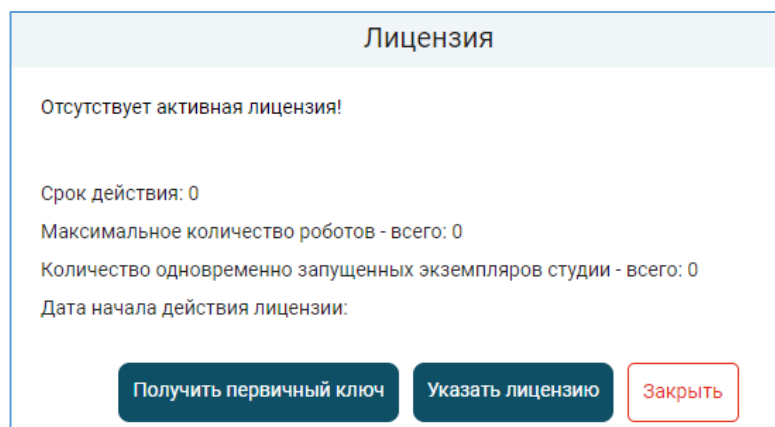 Лицензия
Отсутствует активная лицензия!
Срок действия: 0
Максимальное количество роботов - всего: 0
Количество одновременно запущенных экземпляров студии - всего: 0
Дата начала действия лицензии:
Получить первичный ключ Указать лицензию Закрыть